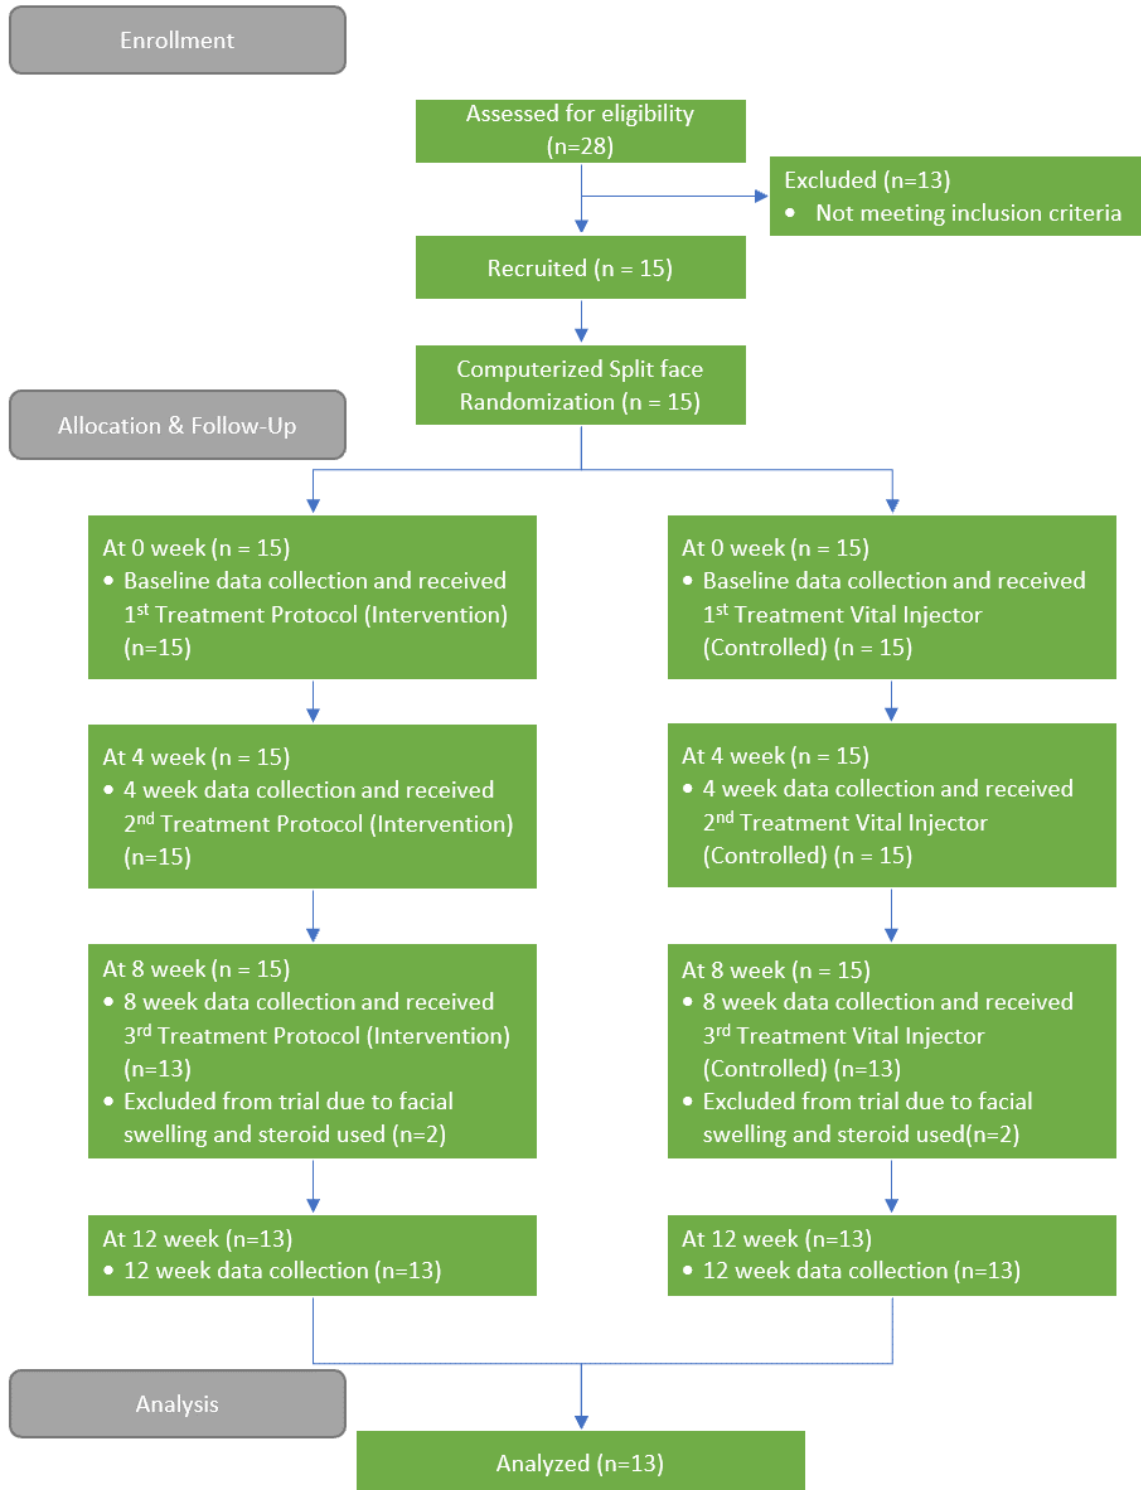 Enrollment
Assessed for eligibility
(n=28)
Excluded (n=13)
• Not meeting inclusion criteria
Recruited (n = 15)
Computerized Split face
Randomization (n = 15)
Allocation & Follow-Up
At 0 week (n = 15)
• Baseline data collection and received
1st Treatment Protocol (Intervention)
(n=15)
At 0 week (n = 15)
• Baseline data collection and received
1st Treatment Vital Injector
(Controlled) (n = 15)
At 4 week (n = 15)
• 4 week data collection and received
2nd Treatment Protocol (Intervention)
(n=15)
At 4 week (n = 15)
• 4 week data collection and received
2nd Treatment Vital Injector
(Controlled) (n = 15)
At 8 week (n = 15)
• 8 week data collection and received
3rd Treatment Protocol (Intervention)
(n=13)
• Excluded from trial due to facial
swelling and steroid used (n=2)
At 8 week (n = 15)
• 8 week data collection and received
3rd Treatment Vital Injector
(Controlled) (n=13)
• Excluded from trial due to facial
swelling and steroid used(n=2)
At 12 week (n=13)
• 12 week data collection (n=13)
At 12 week (n=13)
• 12 week data collection (n=13)
Analysis
Analyzed (n=13)